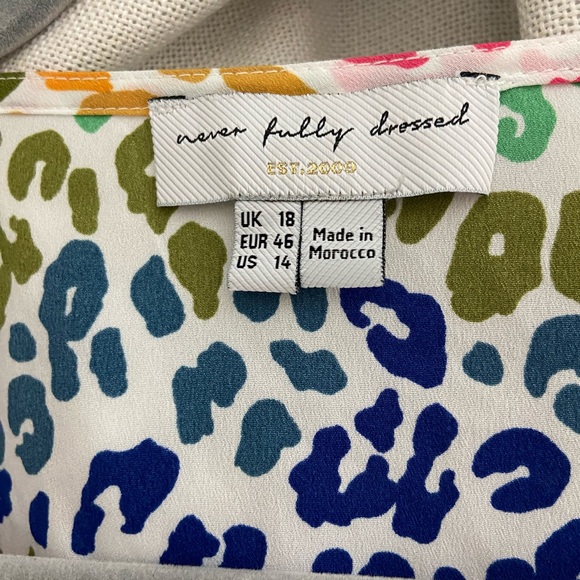 never fully dressed
EST. 2009
UK 18
EUR 46
US 14
Made in
Morocco